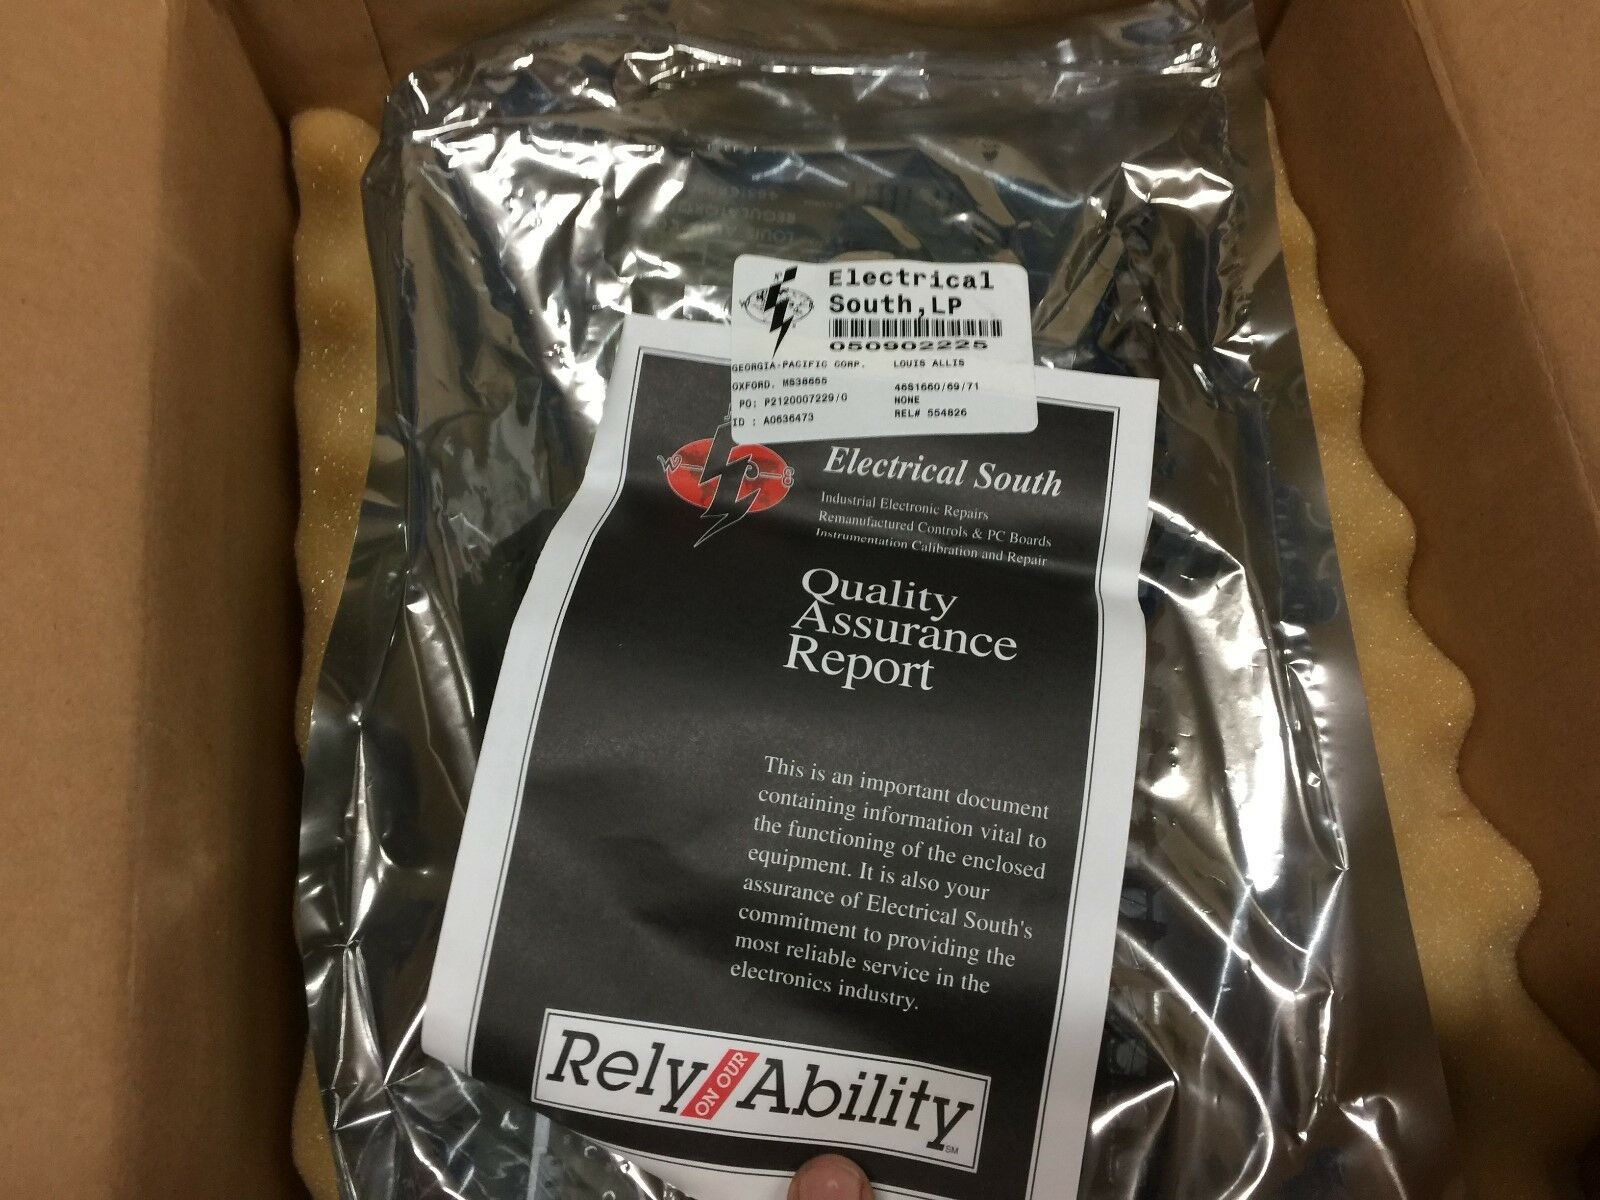 Electrical
South,LP
050902225
GEORGIA-PACIFIC CORP. LOUIS ALLIS
OXFORD, MS38655 46S1660/69/71
PO: P2120007229/0 NONE
ID : A0636473 REL# 554826
Electrical South
Industrial Electronic Repairs
Remanufactured Controls & PC Boards
Instrumentation Calibration and Repair
Quality
Assurance
Report
This is an important document
containing information vital to
the functioning of the enclosed
equipment. It is also your
assurance of Electrical South's
commitment to providing the
most reliable service in the
electronics industry.
Rely ON OUR Ability SM